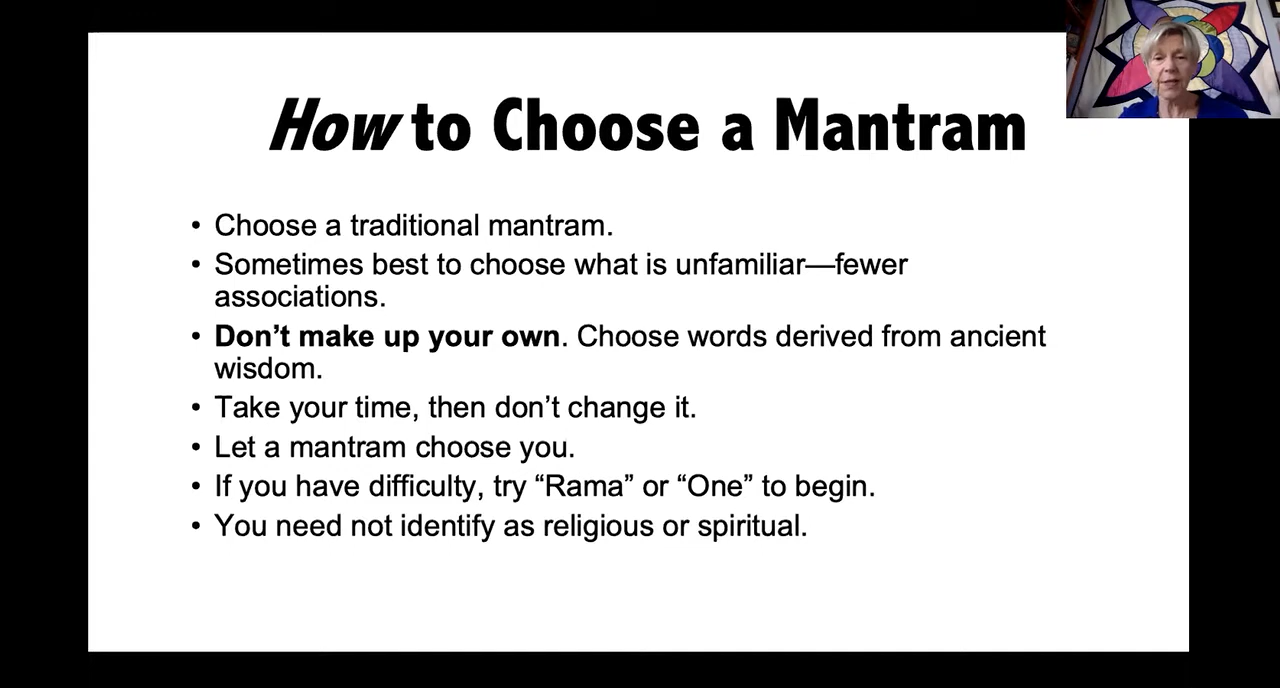 How to Choose a Mantram
• Choose a traditional mantram.
• Sometimes best to choose what is unfamiliar—fewer
associations.
• Don’t make up your own. Choose words derived from ancient
wisdom.
• Take your time, then don’t change it.
• Let a mantram choose you.
• If you have difficulty, try “Rama” or “One” to begin.
• You need not identify as religious or spiritual.